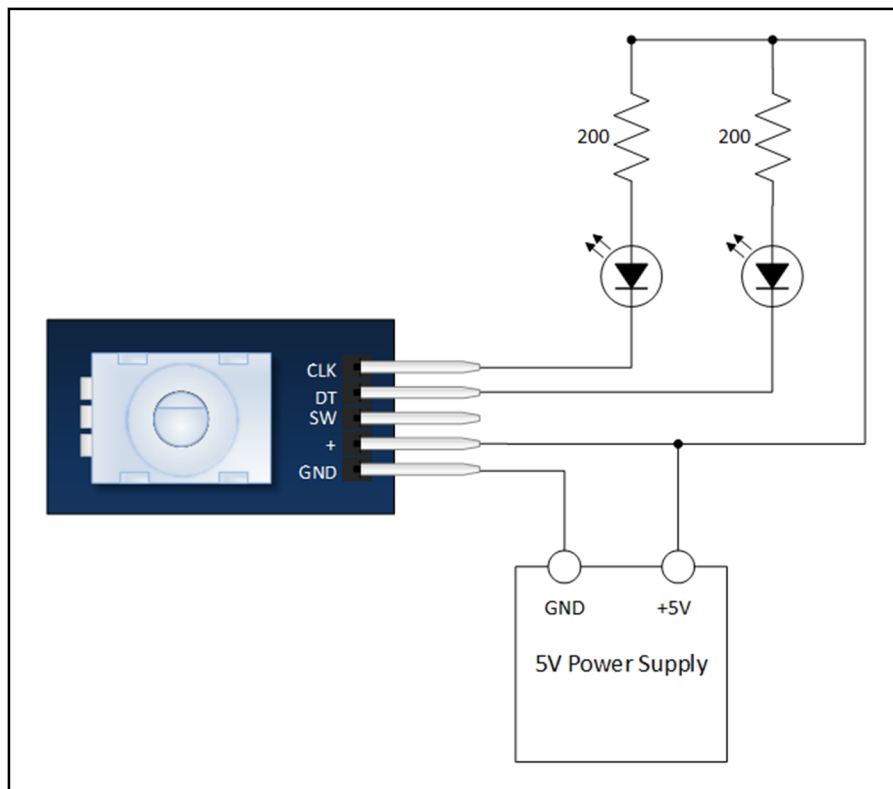 200
200
CLK
DT
SW
+
GND
GND
+5V
5V Power Supply